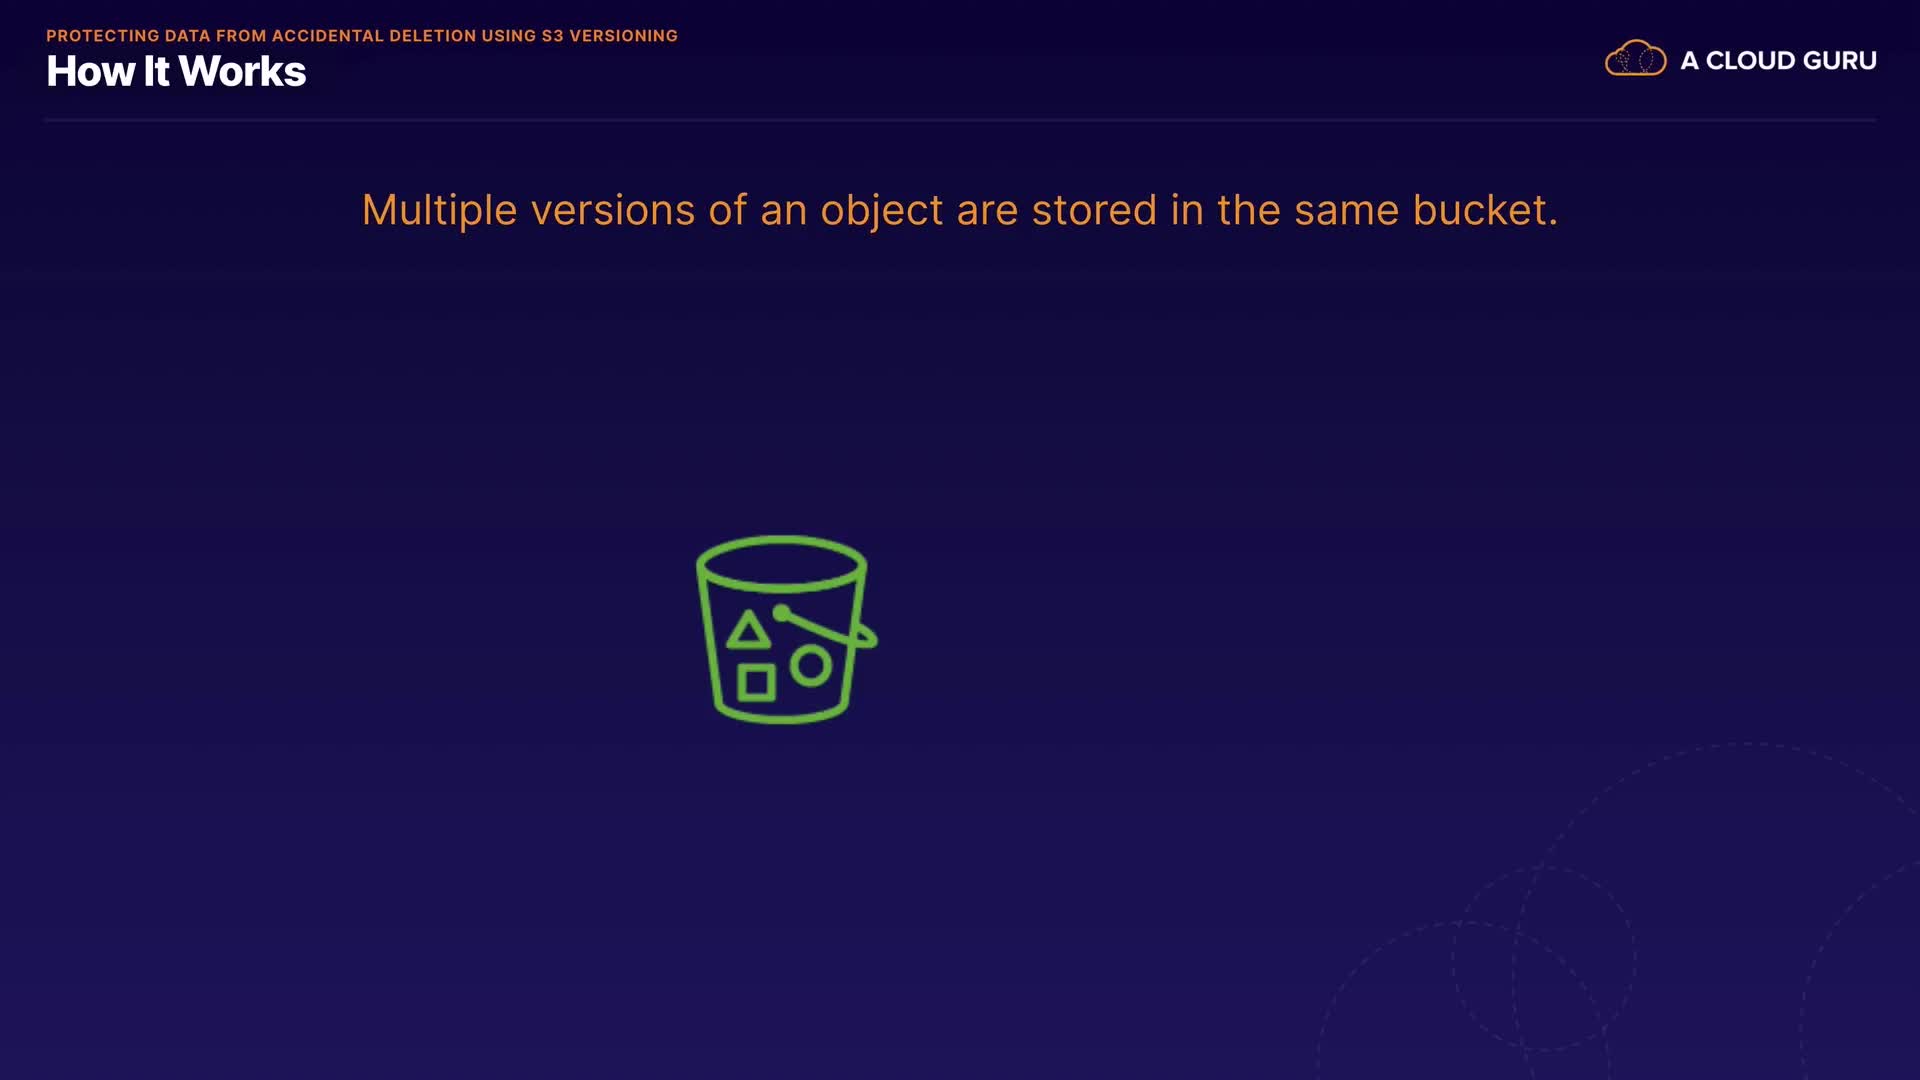 PROTECTING DATA FROM ACCIDENTAL DELETION USING S3 VERSIONING
How It Works
A CLOUD GURU
Multiple versions of an object are stored in the same bucket.